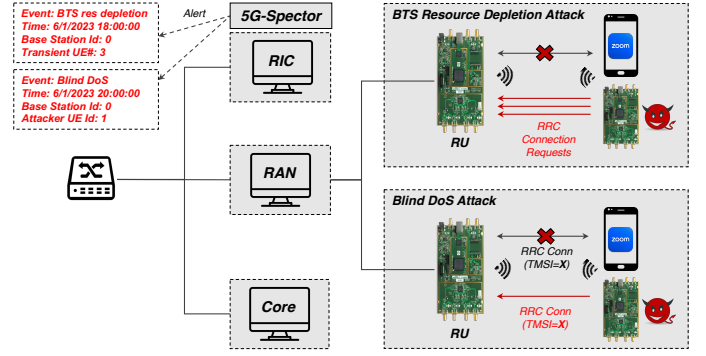 Event: BTS res depletion
Time: 6/1/2023 18:00:00
Base Station Id: 0
Transient UE#: 3
Event: Blind DoS
Time: 6/1/2023 20:00:00
Base Station Id: 0
Attacker UE Id: 1
Alert
5G-Spector
RIC
RAN
Core
BTS Resource Depletion Attack
zoom
RU
RRC
Connection
Requests
Blind DoS Attack
zoom
RRC Conn
(TMSI=X)
RU
RRC Conn
(TMSI=X)